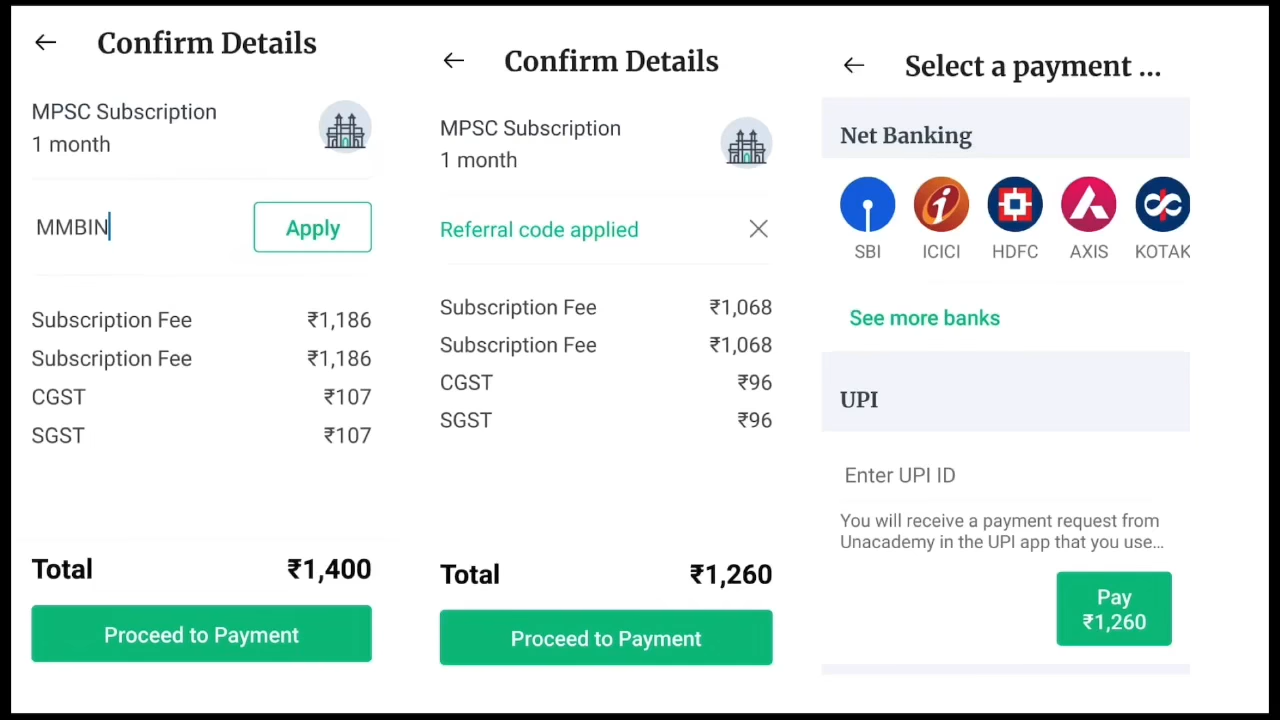 Confirm Details
MPSC Subscription
1 month
MMBIN
Apply
Subscription Fee ₹1,186
Subscription Fee ₹1,186
CGST ₹107
SGST ₹107
Total ₹1,400
Proceed to Payment
Confirm Details
MPSC Subscription
1 month
Referral code applied
Subscription Fee ₹1,068
Subscription Fee ₹1,068
CGST ₹96
SGST ₹96
Total ₹1,260
Proceed to Payment
Select a payment ...
Net Banking
SBI ICICI HDFC AXIS KOTAK
See more banks
UPI
Enter UPI ID
You will receive a payment request from
Unacademy in the UPI app that you use...
Pay
₹1,260